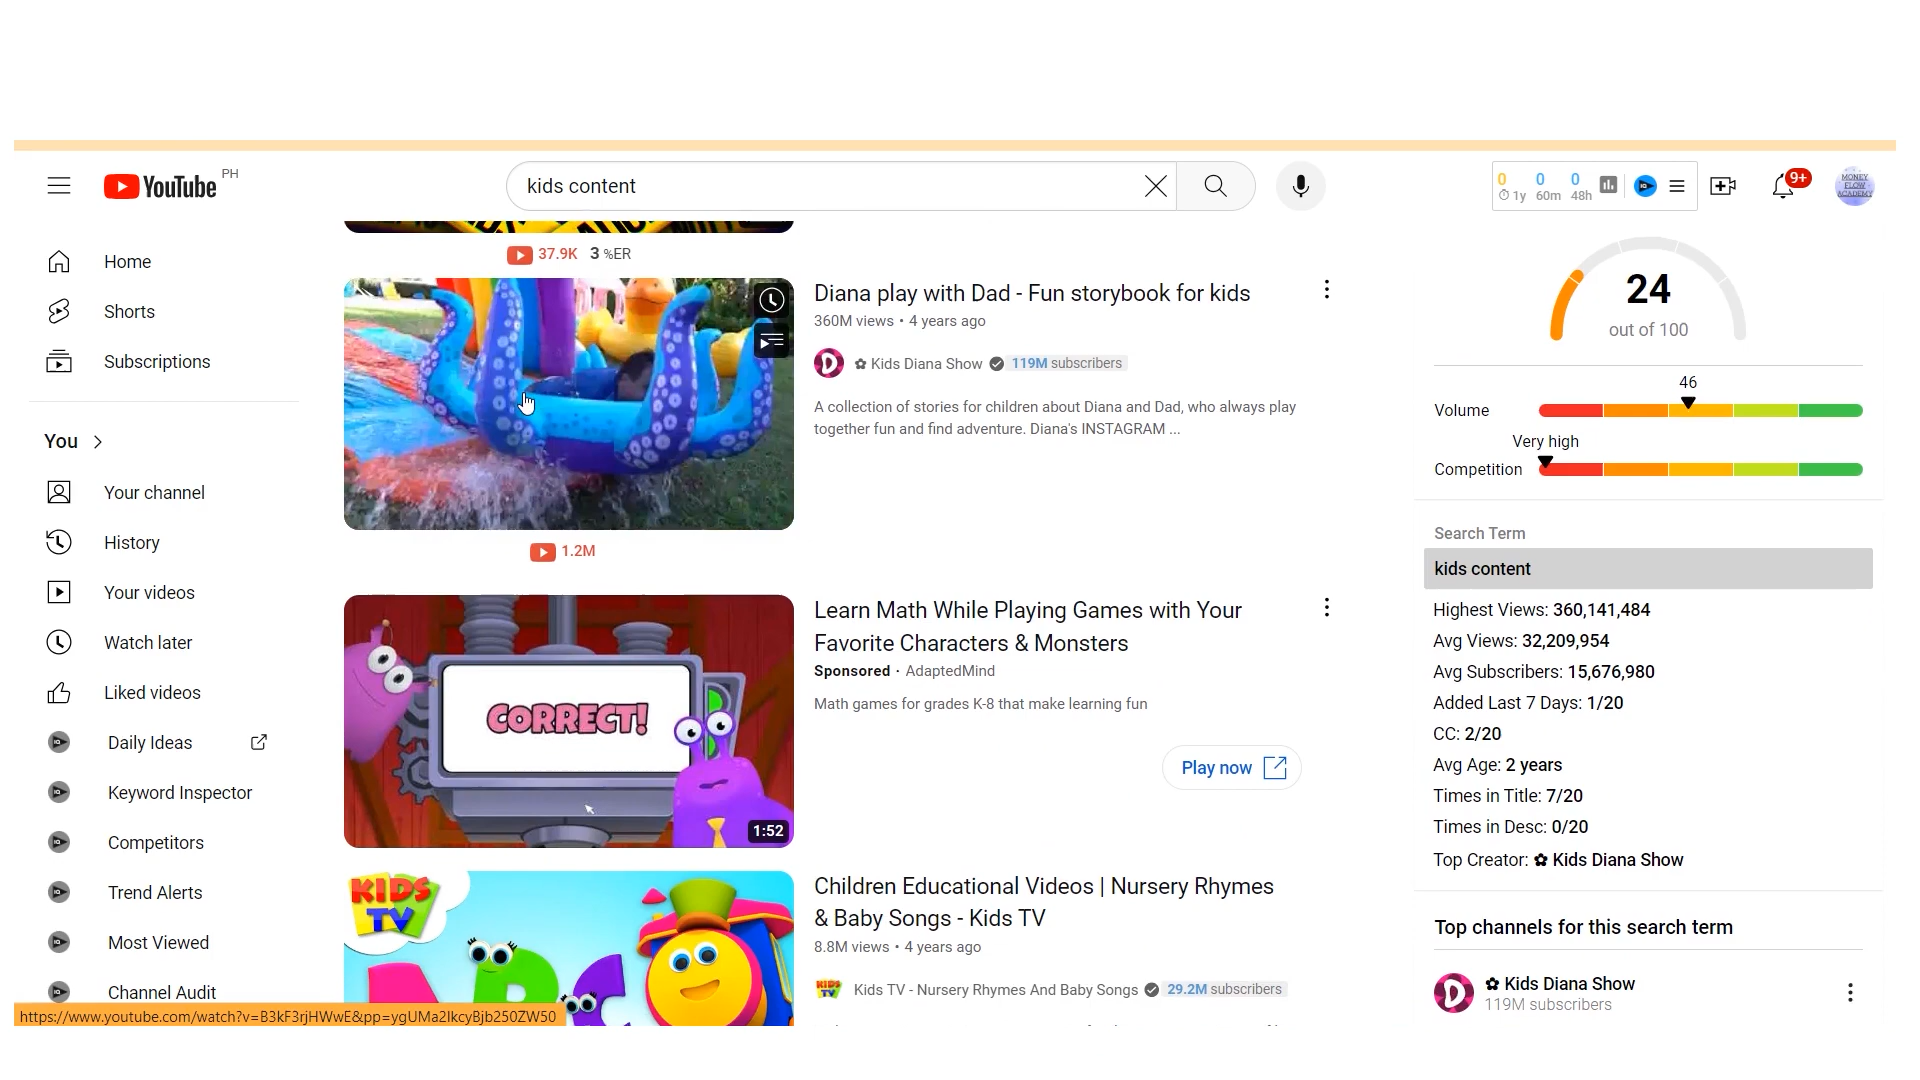 YouTube PH
kids content
0 0 0
1y 60m 48h
9+
MONEY
FLOW
ACADEMY
Home
Shorts
Subscriptions
You
Your channel
History
Your videos
Watch later
Liked videos
Daily Ideas
Keyword Inspector
Competitors
Trend Alerts
Most Viewed
Channel Audit
https://www.youtube.com/watch?v=B3kF3rjHWwE&pp=ygUMa2lkcyBjb250ZW50
37.9K 3 %ER
Diana play with Dad - Fun storybook for kids
360M views • 4 years ago
✿ Kids Diana Show 119M subscribers
A collection of stories for children about Diana and Dad, who always play
together fun and find adventure. Diana's INSTAGRAM ...
1.2M
CORRECT!
1:52
Learn Math While Playing Games with Your
Favorite Characters & Monsters
Sponsored · AdaptedMind
Math games for grades K-8 that make learning fun
Play now
KIDS
TV
Children Educational Videos | Nursery Rhymes
& Baby Songs - Kids TV
8.8M views • 4 years ago
KIDS
TV
Kids TV - Nursery Rhymes And Baby Songs 29.2M subscribers
24
out of 100
46
Volume
Very high
Competition
Search Term
kids content
Highest Views: 360,141,484
Avg Views: 32,209,954
Avg Subscribers: 15,676,980
Added Last 7 Days: 1/20
CC: 2/20
Avg Age: 2 years
Times in Title: 7/20
Times in Desc: 0/20
Top Creator: ✿ Kids Diana Show
Top channels for this search term
✿ Kids Diana Show
119M subscribers